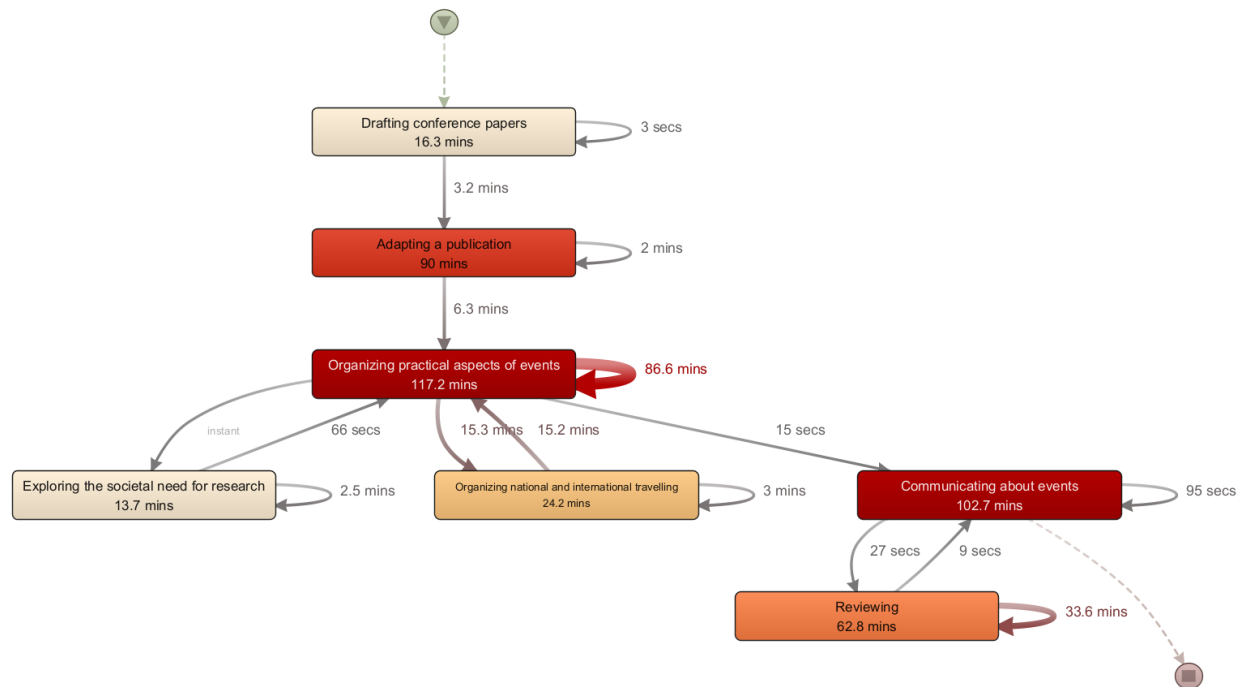 Drafting conference papers
16.3 mins
3 secs
3.2 mins
Adapting a publication
90 mins
2 mins
6.3 mins
Organizing practical aspects of events
117.2 mins
86.6 mins
instant
66 secs
15.3 mins
15.2 mins
15 secs
Exploring the societal need for research
13.7 mins
2.5 mins
Organizing national and international travelling
24.2 mins
3 mins
Communicating about events
102.7 mins
95 secs
27 secs
9 secs
Reviewing
62.8 mins
33.6 mins